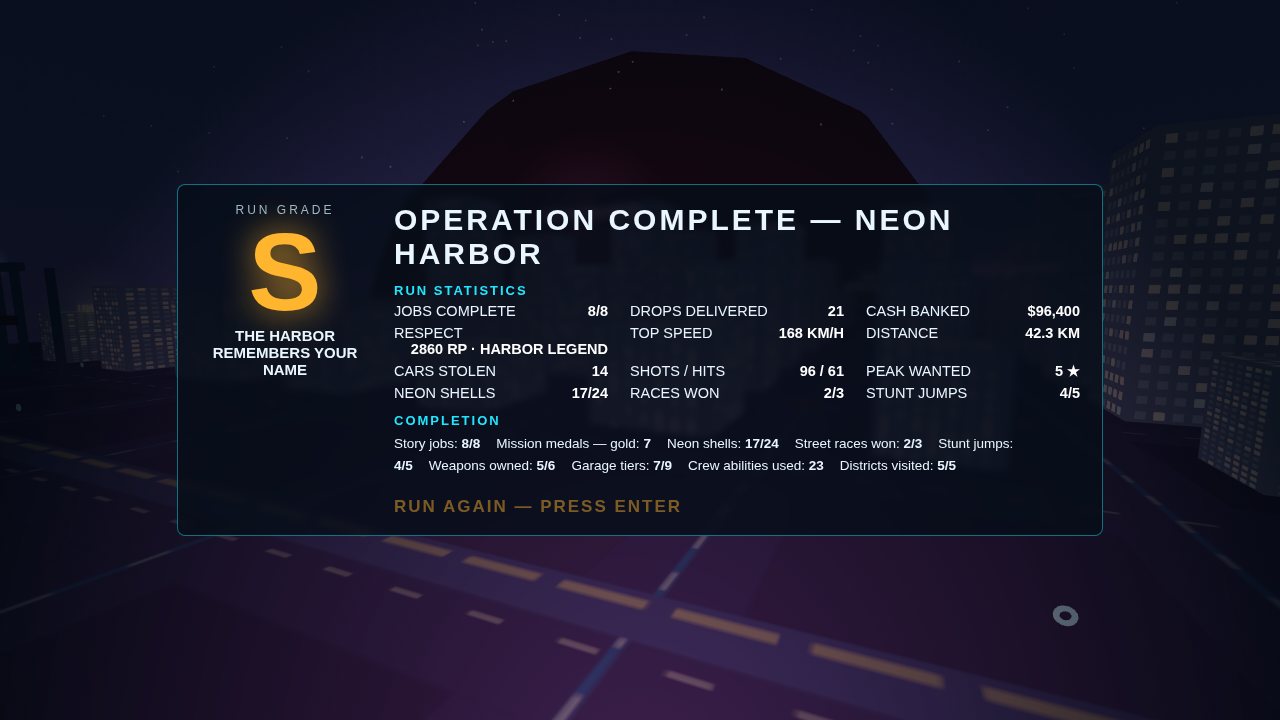 RUN GRADE
S
THE HARBOR
REMEMBERS YOUR
NAME
OPERATION COMPLETE — NEON
HARBOR
RUN STATISTICS
JOBS COMPLETE 8/8 DROPS DELIVERED 21 CASH BANKED $96,400
RESPECT TOP SPEED 168 KM/H DISTANCE 42.3 KM
2860 RP · HARBOR LEGEND
CARS STOLEN 14 SHOTS / HITS 96 / 61 PEAK WANTED 5 ★
NEON SHELLS 17/24 RACES WON 2/3 STUNT JUMPS 4/5
COMPLETION
Story jobs: 8/8 Mission medals — gold: 7 Neon shells: 17/24 Street races won: 2/3 Stunt jumps:
4/5 Weapons owned: 5/6 Garage tiers: 7/9 Crew abilities used: 23 Districts visited: 5/5
RUN AGAIN — PRESS ENTER